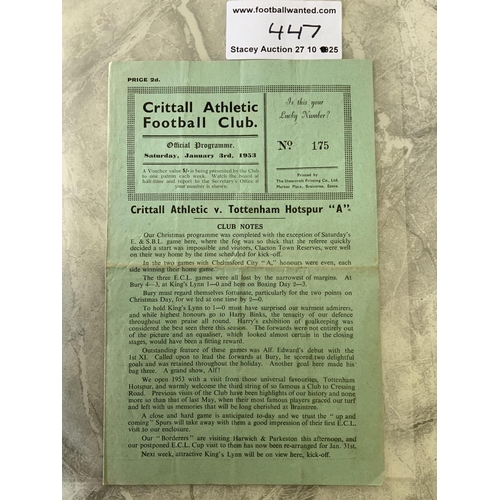 www.footballwanted.com
447
Stacey Auction 27 10 2025
PRICE 2d.
Crittall Athletic
Football Club.
Official Programme.
Saturday, January 3rd, 1953
A Voucher value 5/- is being presented by the Club
to one patron each week. Watch the board at
half-time and report to the Secretary's Office if
your number is shown.
Is this your
Lucky Number?
No 175
Printed by
The Unsworth Printing Co., Ltd.
Market Place, Braintree, Essex.
Crittall Athletic v. Tottenham Hotspur "A"
CLUB NOTES
Our Christmas programme was completed with the exception of Saturday's
E. & S.B.L. game here, where the fog was so thick that the referee quickly
decided a start was impossible and visitors, Clacton Town Reserves, were well
on their way home by the time scheduled for kick-off.
In the two games with Chelmsford City "A," honours were even, each
side winning their home game.
The three E.C.L. games were all lost by the narrowest of margins. At
Bury 4—3, at King's Lynn 1—0 and here on Boxing Day 2—3.
Bury must regard themselves fortunate, particularly for the two points on
Christmas Day, for we led at one time by 2—0.
To hold King's Lynn to 1—0 must have surprised our warmest admirers,
and while highest honours go to Harry Binks, the tenacity of our defence
throughout won praise all round. Harry's exhibition of goalkeeping was
considered the best seen there this season. The forwards were not entirely out
of the picture and an equaliser, which looked almost certain in the closing
stages, would have been a fitting reward.
Outstanding feature of these games was Alf. Edward's debut with the
1st XI. Called upon to lead the forwards at Bury, he scored two delightful
goals and was retained throughout the holiday. Another goal here made his
bag three. A grand show, Alf!
We open 1953 with a visit from those universal favourites, Tottenham
Hotspur, and warmly welcome the third string of so famous a Club to Cressing
Road. Previous visits of the Club have been highlights of our history and none
more so than that of last May, when their most famous players graced our turf
and left with us memories that will be long cherished at Braintree.
A close and hard game is anticipated to-day and we trust the "up and
coming" Spurs will take away with them a good impression of their first E.C.L.
visit to our enclosure.
Our "Borderers" are visiting Harwich & Parkeston this afternoon, and
our postponed E.C.L. Cup visit to them has now been re-arranged for Jan. 31st.
Next week, attractive King's Lynn will be on view here, kick-off.